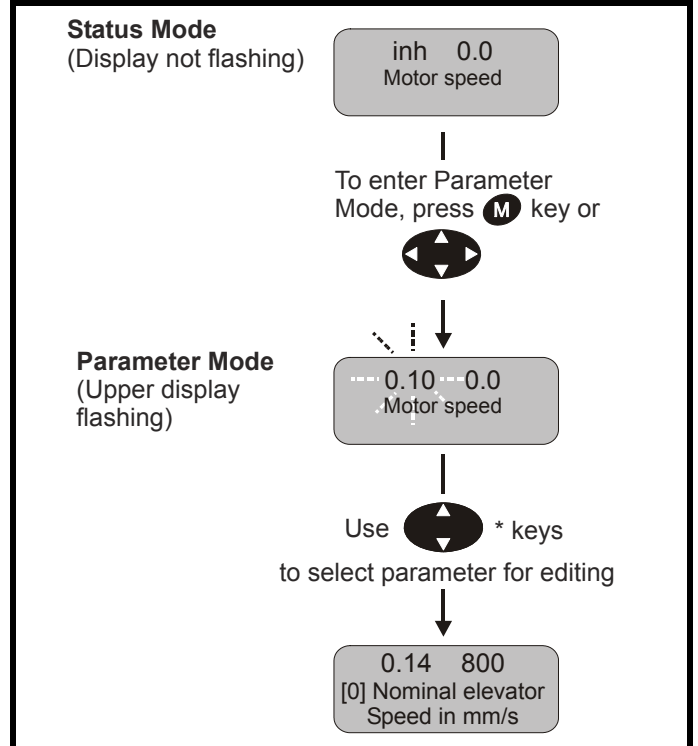 Status Mode
(Display not flashing)
inh 0.0
Motor speed
To enter Parameter
Mode, press M key or
Parameter Mode
(Upper display
flashing)
0.10 0.0
Motor speed
Use * keys
to select parameter for editing
0.14 800
[0] Nominal elevator
Speed in mm/s